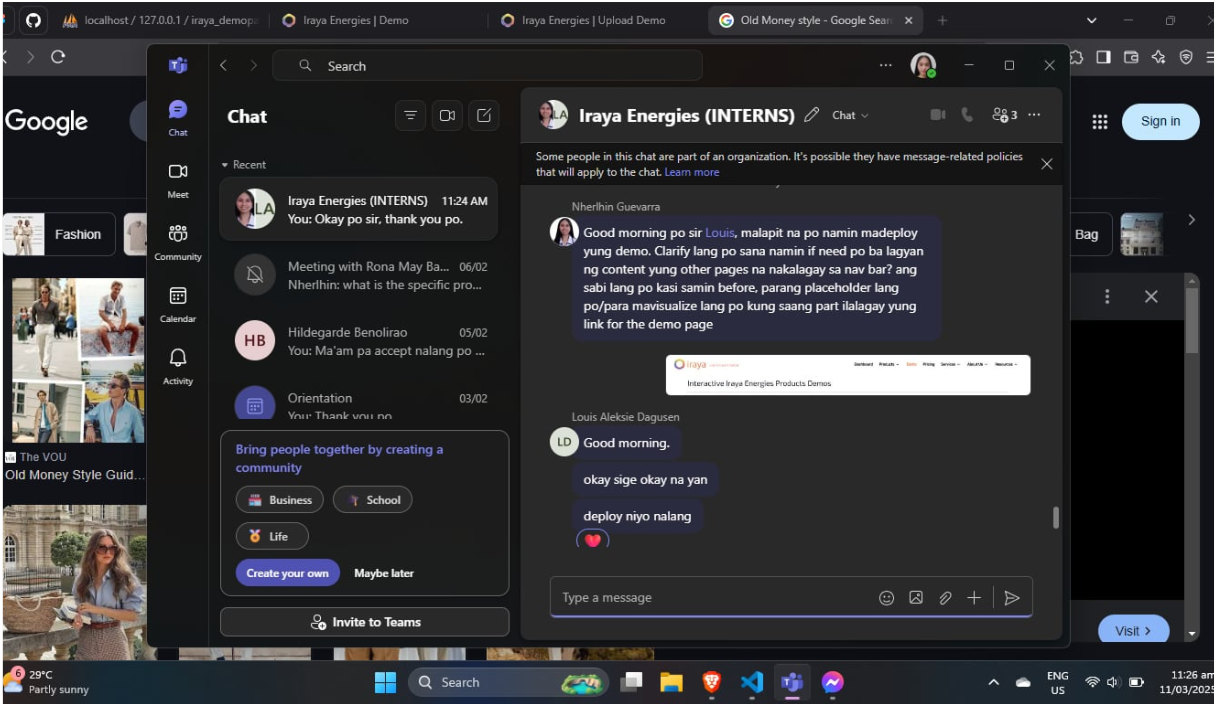 localhost / 127.0.0.1 / iraya_demopa
Iraya Energies | Demo
Iraya Energies | Upload Demo
Old Money style - Google Sear
Search
Google
Sign in
Chat
Chat
Meet
Community
Calendar
Activity
Recent
Iraya Energies (INTERNS) 11:24 AM
You: Okay po sir, thank you po.
Meeting with Rona May Ba... 06/02
Nherlhin: what is the specific pro...
HB
Hildegarde Benolirao 05/02
You: Ma'am pa accept nalang po ...
Orientation 03/02
You: Thank you po
Bring people together by creating a
community
Business
School
Life
Create your own
Maybe later
Invite to Teams
LA
Iraya Energies (INTERNS)
Chat
3
Some people in this chat are part of an organization. It's possible they have message-related policies
that will apply to the chat. Learn more
Nherlhin Guevarra
Good morning po sir Louis, malapit na po namin madeploy
yung demo. Clarify lang po sana namin if need po ba lagyan
ng content yung other pages na nakalagay sa nav bar? ang
sabi lang po kasi samin before, parang placeholder lang
po/para mavisualize lang po kung saang part ilalagay yung
link for the demo page
iraya
Dashboard Products Demo Pricing Services About Us Resources
Interactive Iraya Energies Products Demos
Louis Aleksie Dagusen
LD
Good morning.
okay sige okay na yan
deploy niyo nalang
Type a message
Fashion
Bag
The VOU
Old Money Style Guid...
Visit
6
29°C
Partly sunny
Search
ENG
US
11:26 am
11/03/2025